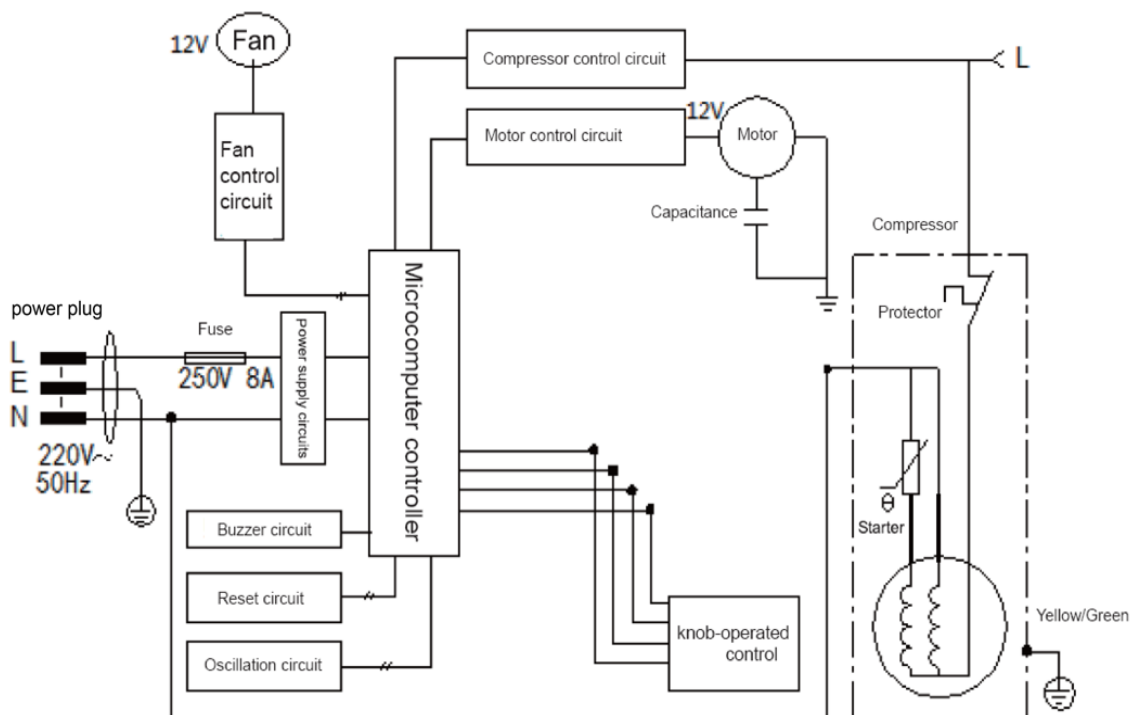 12V
Fan
Compressor control circuit
L
12V
Motor control circuit
Motor
Fan
control
circuit
Capacitance
Compressor
Microcomputer controller
power plug
Protector
Fuse
L
E
N
250V 8A
Power supply circuits
220V~
50Hz
θ
Starter
Buzzer circuit
Reset circuit
Oscillation circuit
knob-operated
control
Yellow/Green